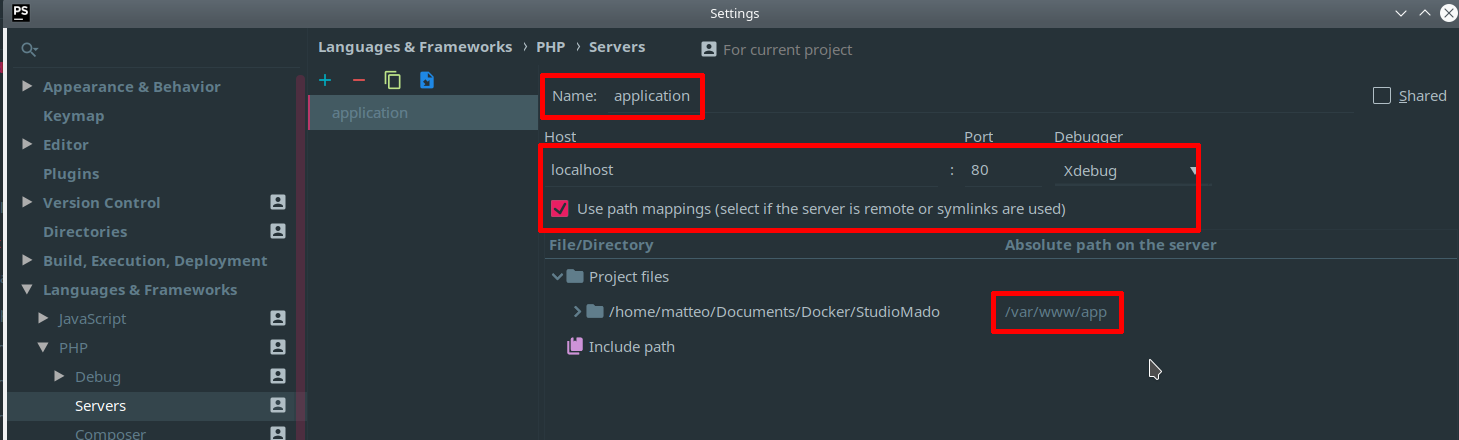 PS
Settings
Languages & Frameworks › PHP › Servers For current project
Appearance & Behavior
Keymap
Editor
Plugins
Version Control
Directories
Build, Execution, Deployment
Languages & Frameworks
JavaScript
PHP
Debug
Servers
Composer
application
Name: application
Shared
Host Port Debugger
localhost : 80 Xdebug
Use path mappings (select if the server is remote or symlinks are used)
File/Directory Absolute path on the server
Project files
/home/matteo/Documents/Docker/StudioMado /var/www/app
Include path